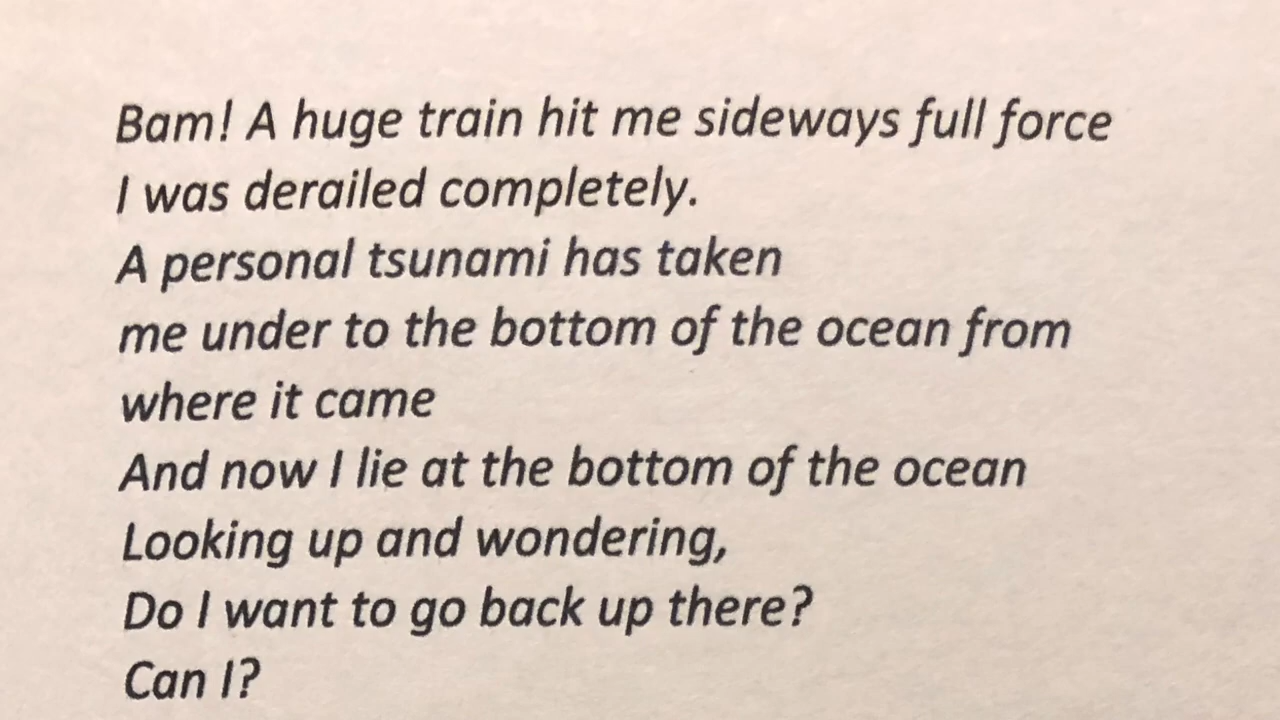 Bam! A huge train hit me sideways full force
I was derailed completely.
A personal tsunami has taken
me under to the bottom of the ocean from
where it came
And now I lie at the bottom of the ocean
Looking up and wondering,
Do I want to go back up there?
Can I?